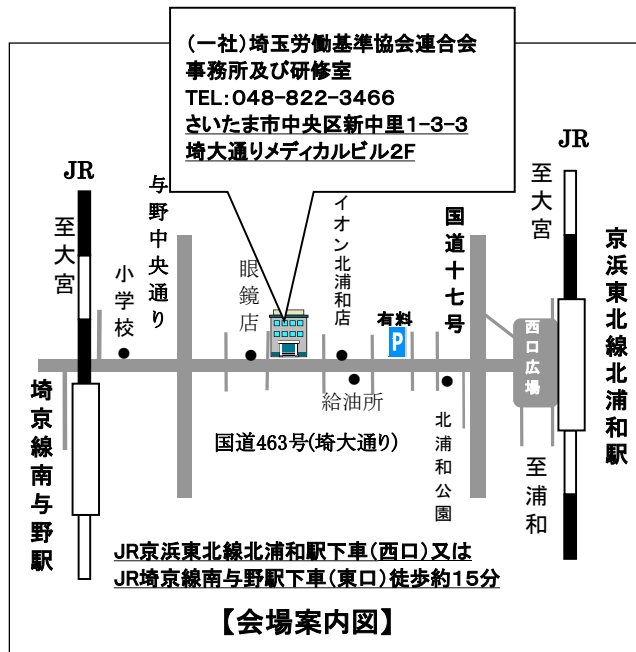 (一社)埼玉労働基準協会連合会
事務所及び研修室
TEL:048-822-3466
さいたま市中央区新中里1-3-3
埼大通りメディカルビル2F
JR
JR
至大宮
小学校
与野中央通り
眼鏡店
イオン北浦和店
有料
P
国道十七号
至大宮
京浜東北線北浦和駅
西口広場
埼京線南与野駅
給油所
国道463号(埼大通り)
北浦和公園
至浦和
JR京浜東北線北浦和駅下車(西口)又は
JR埼京線南与野駅下車(東口)徒歩約15分
【会場案内図】